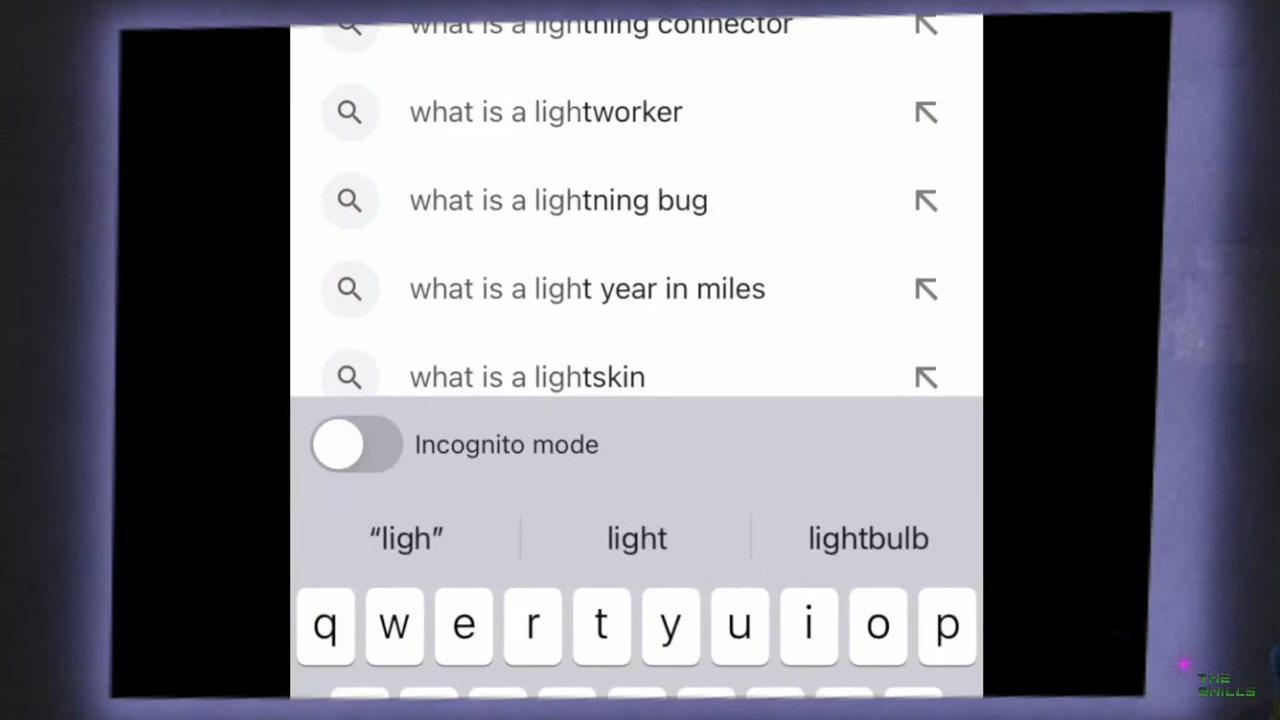 what is a lightning connector
what is a lightworker
what is a lightning bug
what is a light year in miles
what is a lightskin
Incognito mode
“ligh” light lightbulb
q w e r t y u i o p
THE